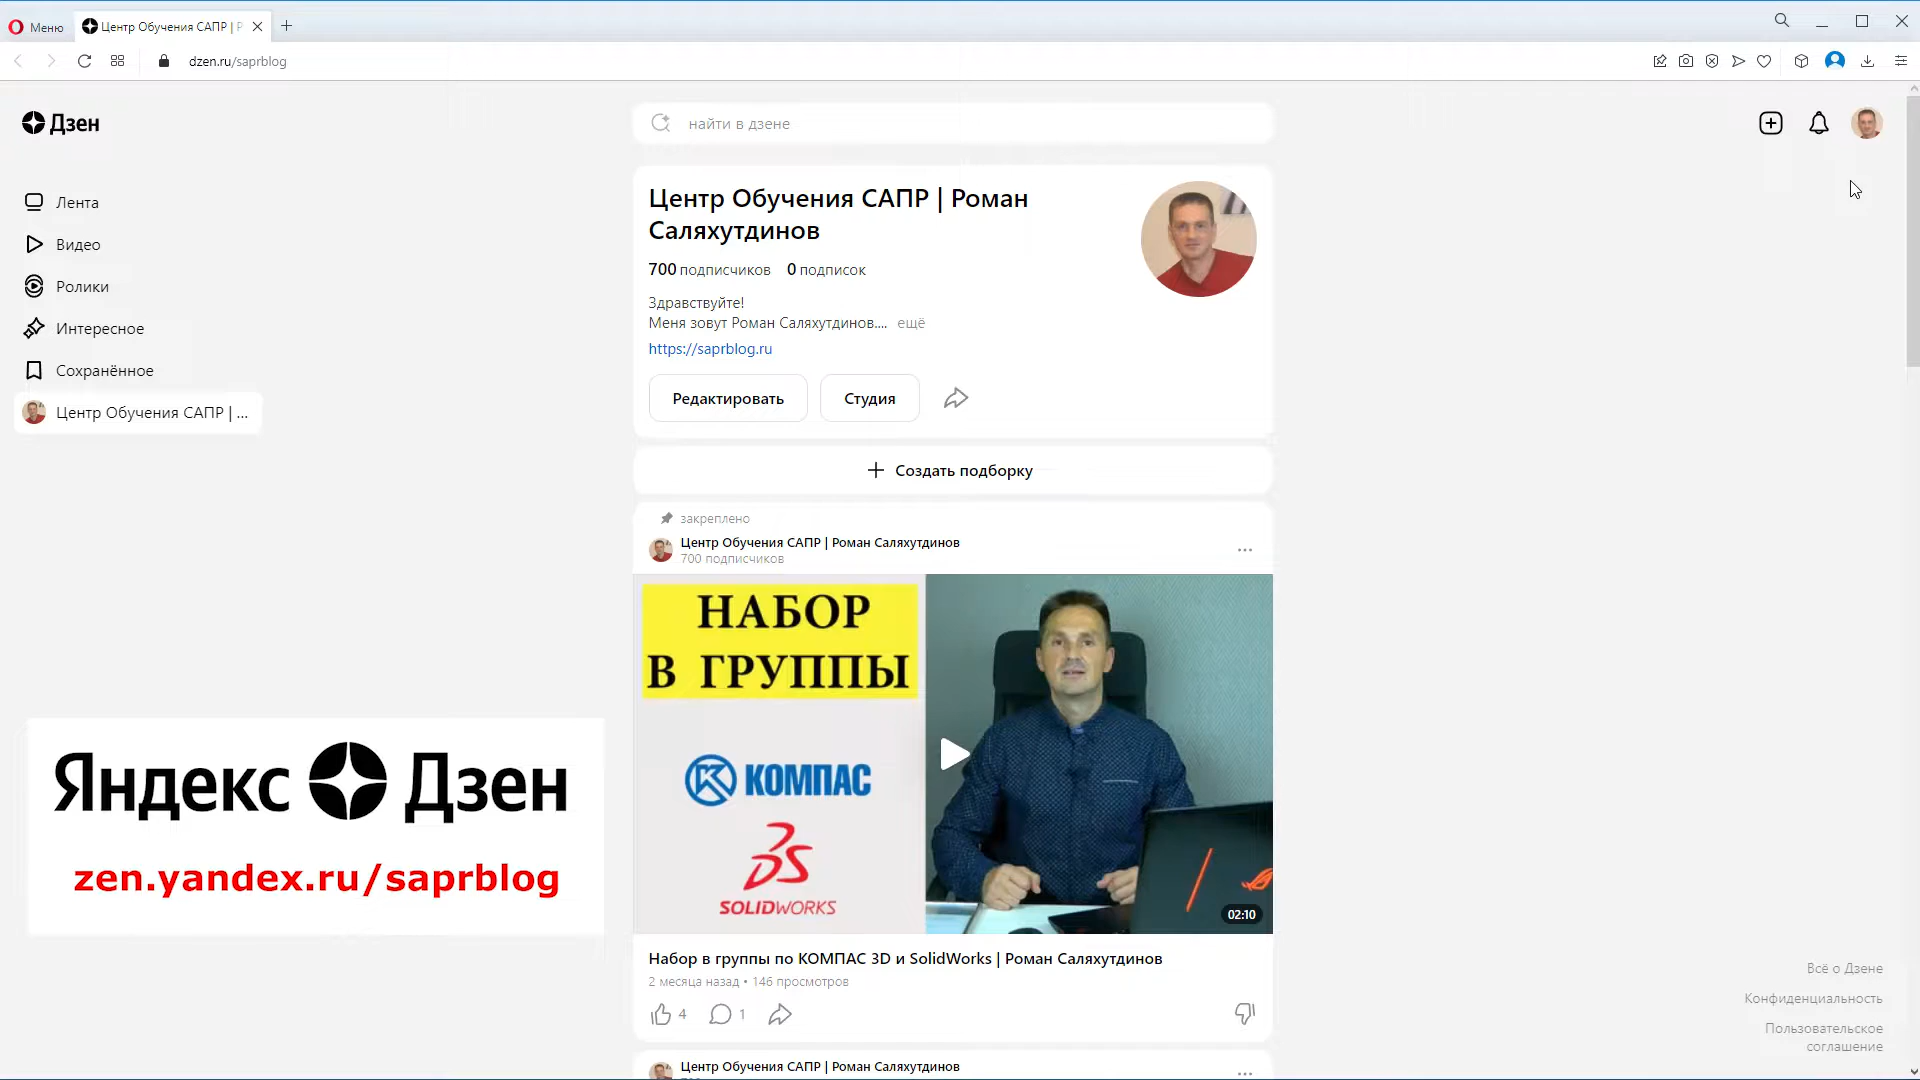 Меню
Центр Обучения САПР | Р
dzen.ru/saprblog
Дзен
найти в дзене
Лента
Видео
Ролики
Интересное
Сохранённое
Центр Обучения САПР | ...
Центр Обучения САПР | Роман
Саляхутдинов
700 подписчиков 0 подписок
Здравствуйте!
Меня зовут Роман Саляхутдинов.... ещё
https://saprblog.ru
Редактировать
Студия
Создать подборку
закреплено
Центр Обучения САПР | Роман Саляхутдинов
700 подписчиков
НАБОР
В ГРУППЫ
КОМПАС
SOLIDWORKS
02:10
Набор в группы по КОМПАС 3D и SolidWorks | Роман Саляхутдинов
2 месяца назад • 146 просмотров
4
1
Центр Обучения САПР | Роман Саляхутдинов
Яндекс Дзен
zen.yandex.ru/saprblog
Всё о Дзене
Конфиденциальность
Пользовательское
соглашение